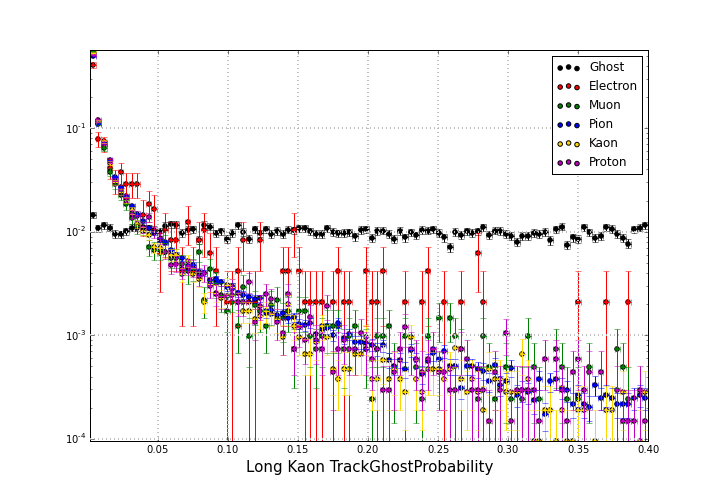 Ghost
Electron
Muon
Pion
Kaon
Proton
10^-1
10^-2
10^-3
10^-4
0.05 0.10 0.15 0.20 0.25 0.30 0.35 0.40
Long Kaon TrackGhostProbability